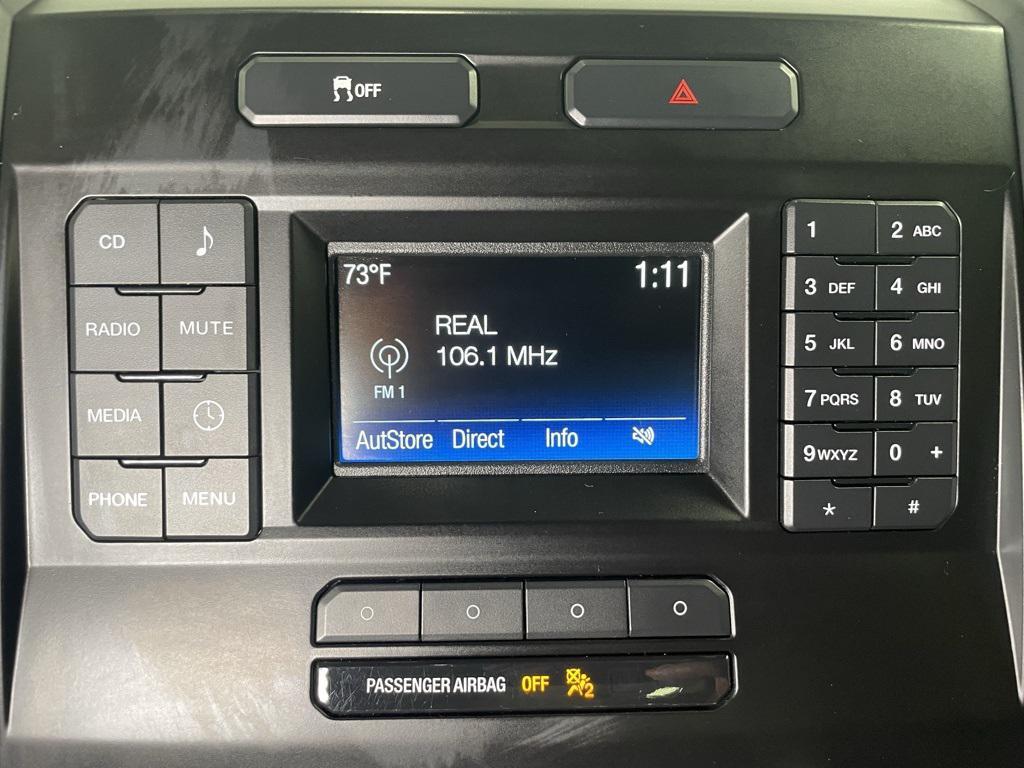 OFF
CD
RADIO MUTE
MEDIA
PHONE MENU
73°F 1:11
REAL
106.1 MHz
FM 1
AutStore Direct Info
1 2 ABC
3 DEF 4 GHI
5 JKL 6 MNO
7 PQRS 8 TUV
9 WXYZ 0 +
* #
PASSENGER AIRBAG OFF 2